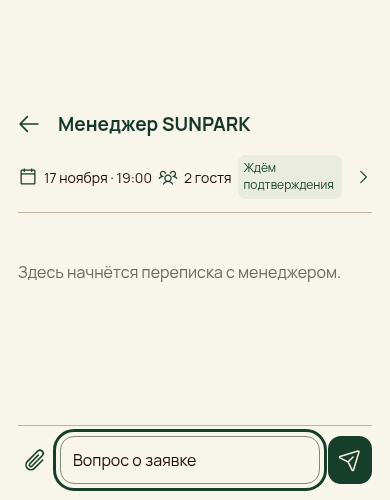 Менеджер SUNPARK
17 ноября · 19:00 2 гостя Ждём
подтверждения
Здесь начнётся переписка с менеджером.
Вопрос о заявке